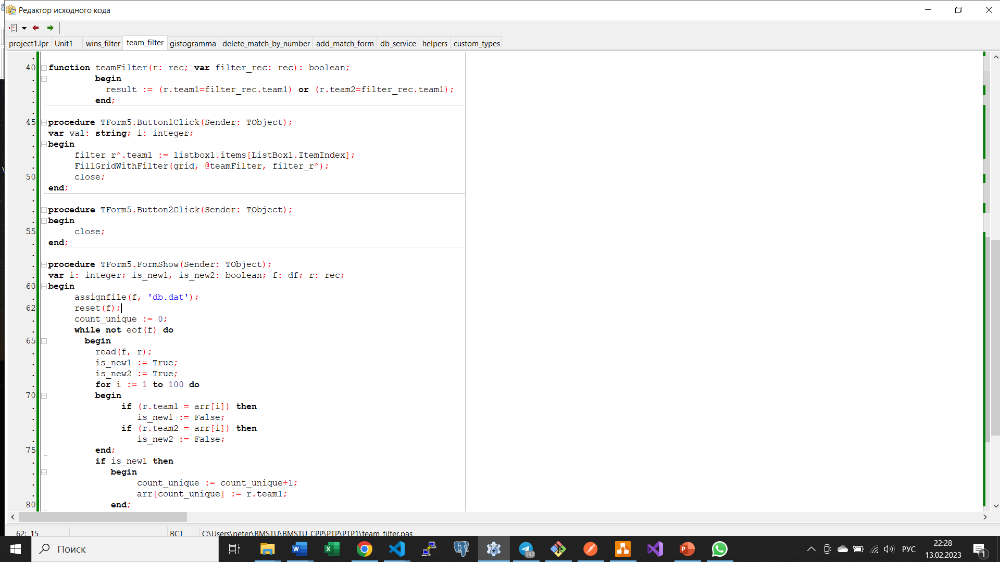 Редактор исходного кода
project1.lpr Unit1 wins_filter team_filter gistogramma delete_match_by_number add_match_form db_service helpers custom_types
.
40 function teamFilter(r: rec; var filter_rec: rec): boolean;
. begin
. result := (r.team1=filter_rec.team1) or (r.team2=filter_rec.team1);
. end;
.
45 procedure TForm5.Button1Click(Sender: TObject);
. var val: string; i: integer;
. begin
. filter_r^.team1 := listbox1.items[ListBox1.ItemIndex];
. FillGridWithFilter(grid, @teamFilter, filter_r^);
50 close;
. end;
.
. procedure TForm5.Button2Click(Sender: TObject);
. begin
55 close;
. end;
.
. procedure TForm5.FormShow(Sender: TObject);
. var i: integer; is_new1, is_new2: boolean; f: df; r: rec;
60 begin
. assignfile(f, 'db.dat');
62 reset(f);
. count_unique := 0;
. while not eof(f) do
65 begin
. read(f, r);
. is_new1 := True;
. is_new2 := True;
. for i := 1 to 100 do
70 begin
. if (r.team1 = arr[i]) then
. is_new1 := False;
. if (r.team2 = arr[i]) then
. is_new2 := False;
75 end;
. if is_new1 then
. begin
. count_unique := count_unique+1;
. arr[count_unique] := r.team1;
80 end;
62: 15 ВСТ C:\Users\peter\BMSTU\BMSTU_CPP\PTP\PTP1\team_filter.pas
Поиск 192 РУС 22:28
13.02.2023 1